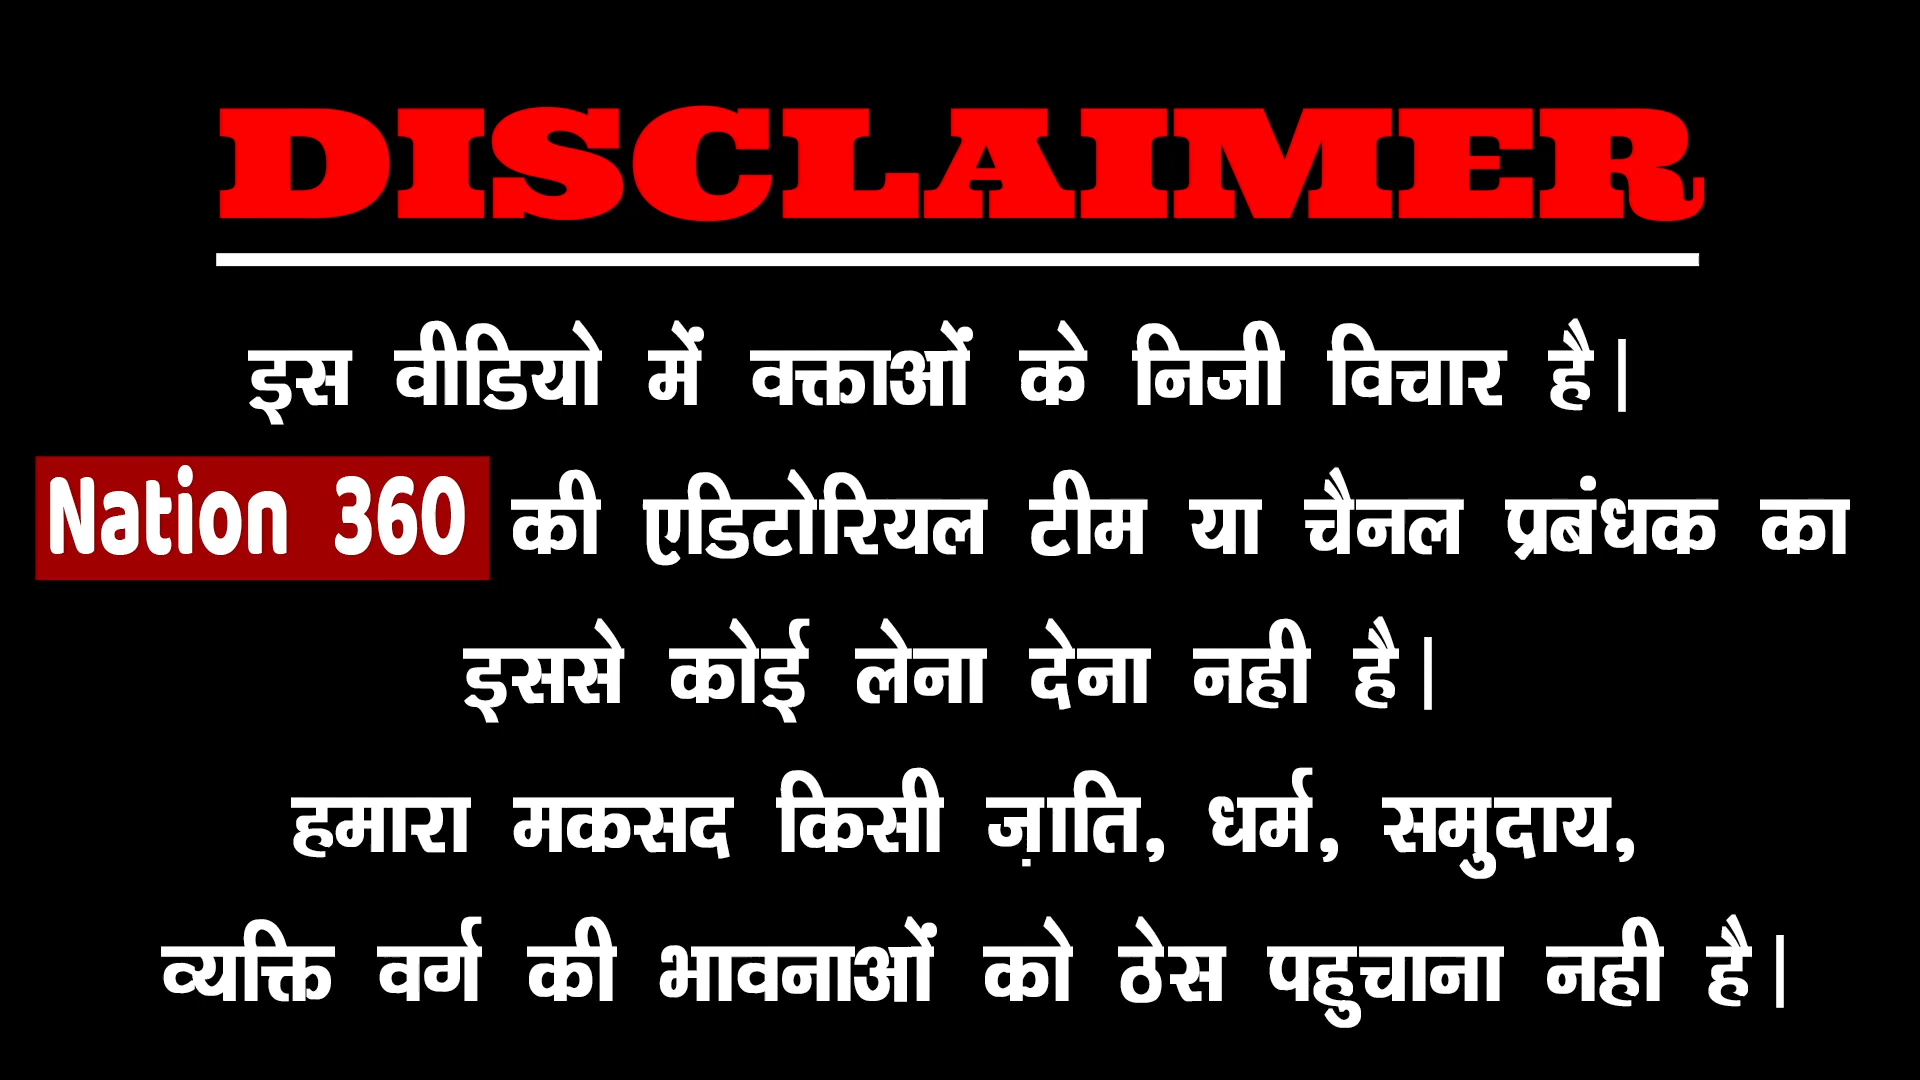 DISCLAIMER
इस वीडियो में वक्ताओं के निजी विचार है|
Nation 360 की एडिटोरियल टीम या चैनल प्रबंधक का
इससे कोई लेना देना नही है|
हमारा मकसद किसी ज़ाति, धर्म, समुदाय,
व्यक्ति वर्ग की भावनाओं को ठेस पहुचाना नही है|